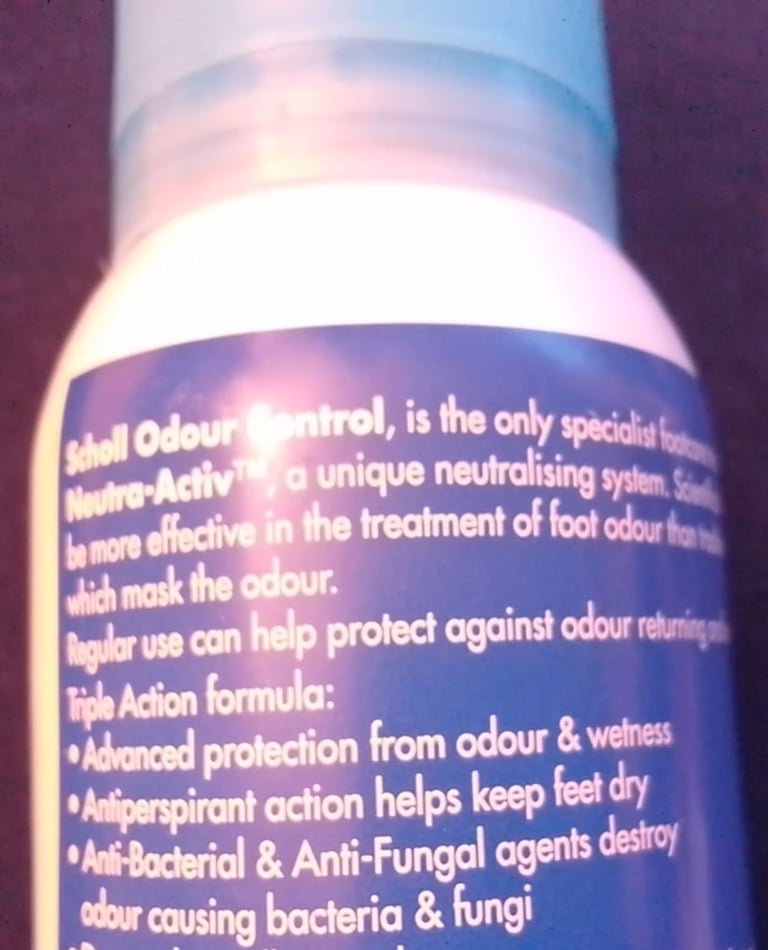 Scholl Odour Control, is the only specialist
Neutra-Activ™, a unique neutralising system.
be more effective in the treatment of foot odour than
which mask the odour.
Regular use can help protect against odour returning
Triple Action formula:
•Advanced protection from odour & wetness
•Antiperspirant action helps keep feet dry
•Anti-Bacterial & Anti-Fungal agents destroy
odour causing bacteria & fungi